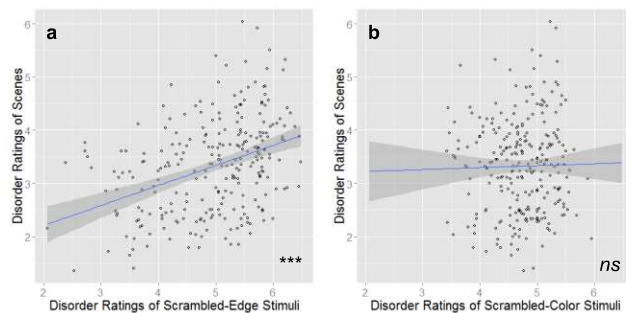 a
Disorder Ratings of Scenes
6
5
4
3
2
2 3 4 5 6
***
Disorder Ratings of Scrambled-Edge Stimuli
b
Disorder Ratings of Scenes
6
5
4
3
2
2 3 4 5 6
ns
Disorder Ratings of Scrambled-Color Stimuli